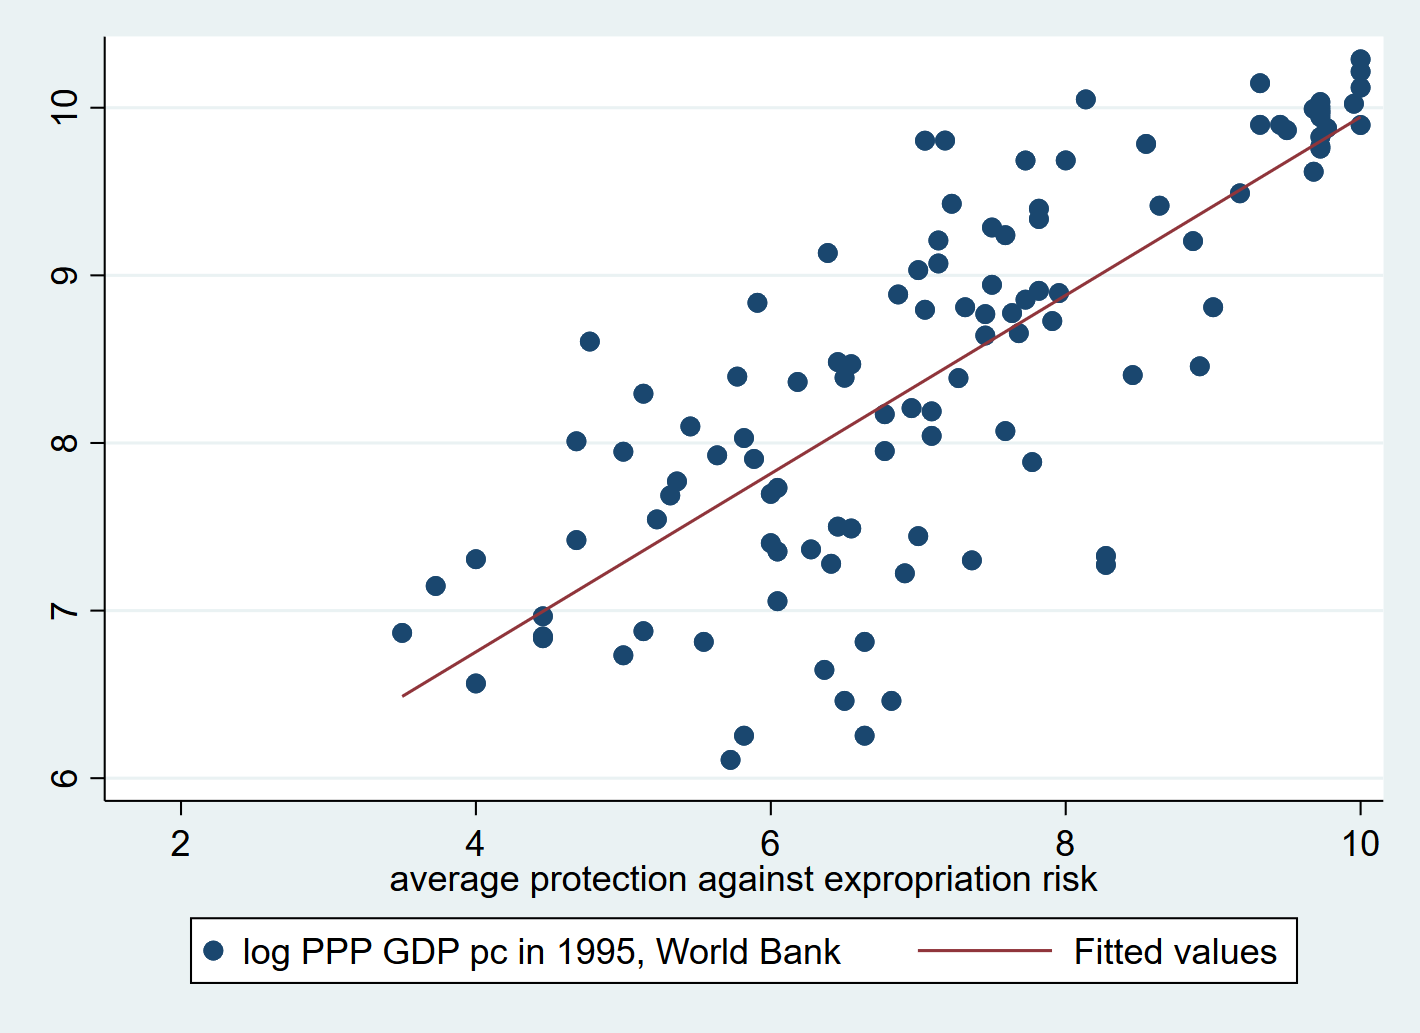 10
9
8
7
6
2 4 6 8 10
average protection against expropriation risk
log PPP GDP pc in 1995, World Bank Fitted values